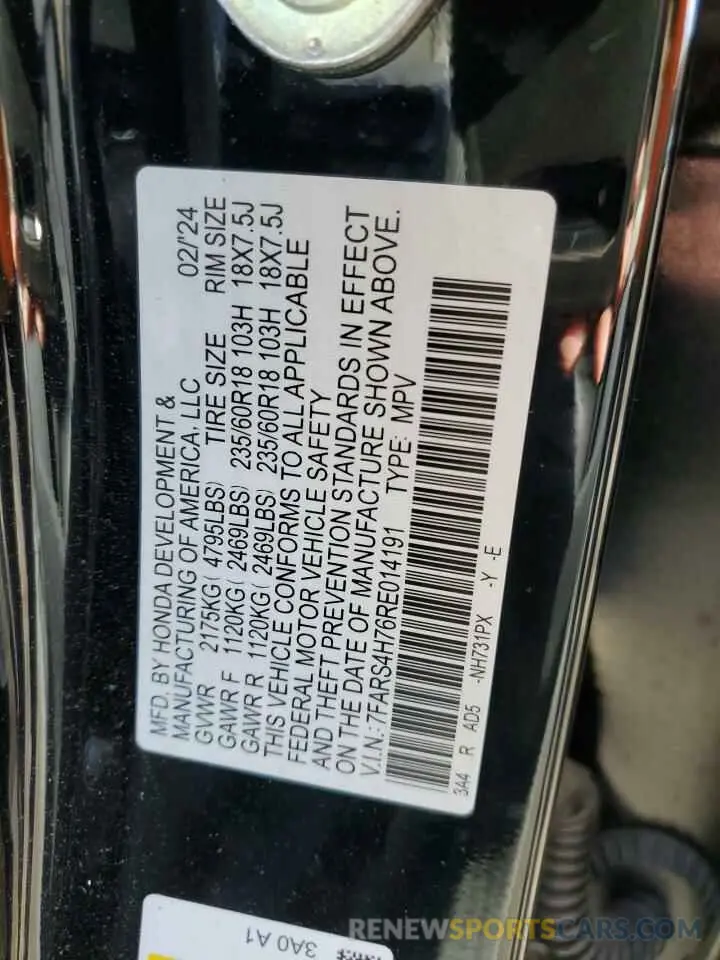 MFD. BY HONDA DEVELOPMENT &
MANUFACTURING OF AMERICA, LLC 02/'24
GVWR 2175KG( 4795LBS) TIRE SIZE RIM SIZE
GAWR F 1120KG( 2469LBS) 235/60R18 103H 18X7.5J
GAWR R 1120KG( 2469LBS) 235/60R18 103H 18X7.5J
THIS VEHICLE CONFORMS TO ALL APPLICABLE
FEDERAL MOTOR VEHICLE SAFETY
AND THEFT PREVENTION STANDARDS IN EFFECT
ON THE DATE OF MANUFACTURE SHOWN ABOVE.
V.I.N.: 7FARS4H76RE014191 TYPE: MPV
3A4 R AD5 -NH731PX -Y -E
3A0 A1
RENEWSPORTSCARS.COM